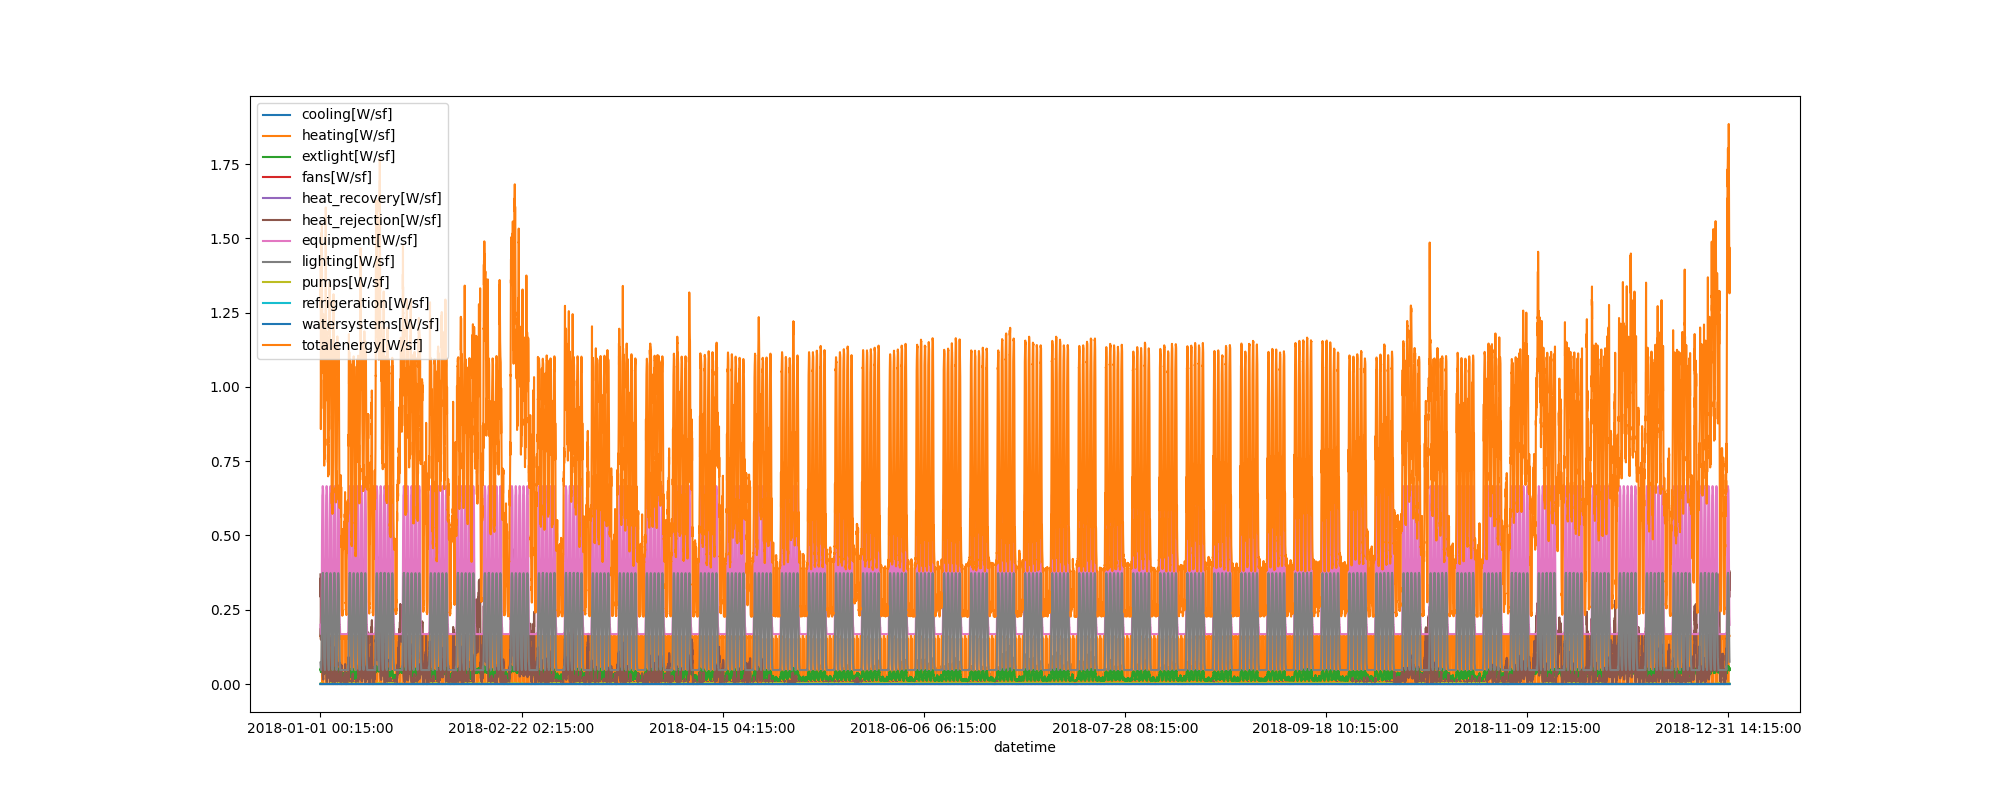 cooling[W/sf]
heating[W/sf]
extlight[W/sf]
fans[W/sf]
heat_recovery[W/sf]
heat_rejection[W/sf]
equipment[W/sf]
lighting[W/sf]
pumps[W/sf]
refrigeration[W/sf]
watersystems[W/sf]
totalenergy[W/sf]
1.75
1.50
1.25
1.00
0.75
0.50
0.25
0.00
2018-01-01 00:15:00 2018-02-22 02:15:00 2018-04-15 04:15:00 2018-06-06 06:15:00 2018-07-28 08:15:00 2018-09-18 10:15:00 2018-11-09 12:15:00 2018-12-31 14:15:00
datetime